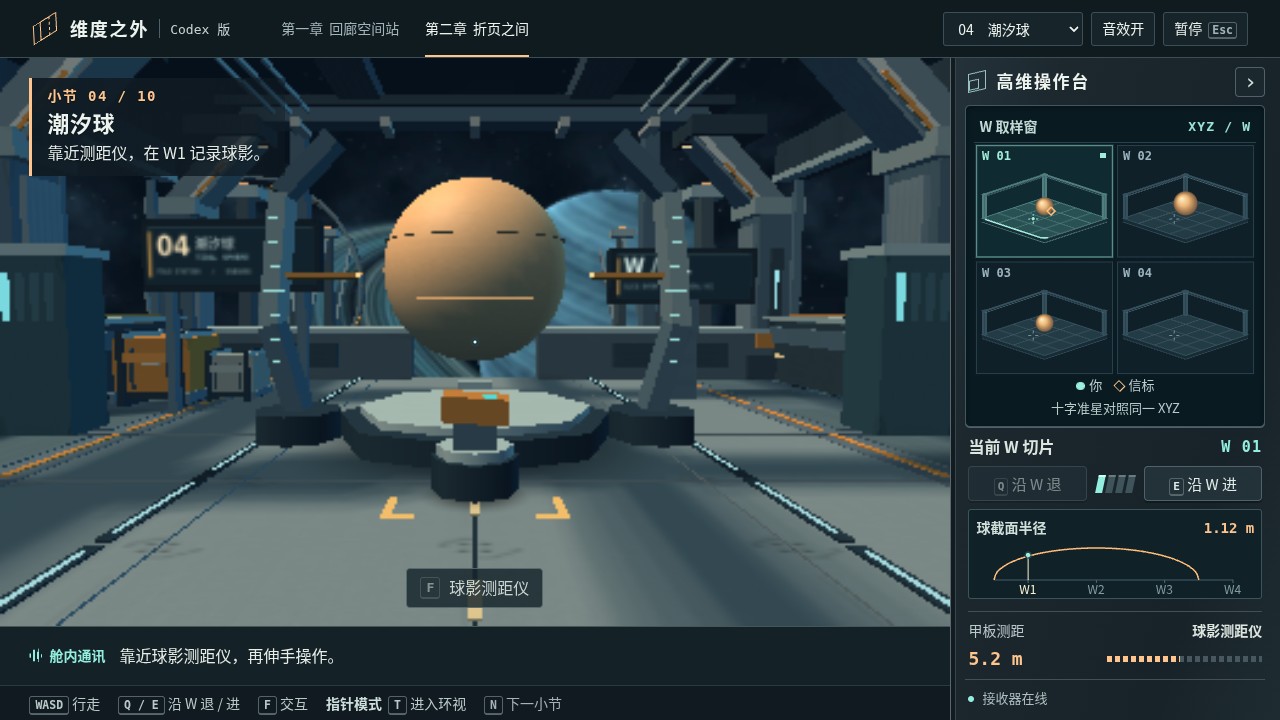 维度之外 Codex 版 第一章 回廊空间站 第二章 折页之间 04 潮汐球 音效开 暂停 Esc
小节 04 / 10
潮汐球
靠近测距仪，在 W1 记录球影。
04 潮汐球
W
F 球影测距仪
舱内通讯 靠近球影测距仪，再伸手操作。
WASD 行走 Q / E 沿 W 退 / 进 F 交互 指针模式 T 进入环视 N 下一小节
高维操作台
W 取样窗 XYZ / W
W 01 W 02
W 03 W 04
你 信标
十字准星对照同一 XYZ
当前 W 切片 W 01
Q 沿 W 退 E 沿 W 进
球截面半径 1.12 m
W1 W2 W3 W4
甲板测距 球影测距仪
5.2 m
接收器在线